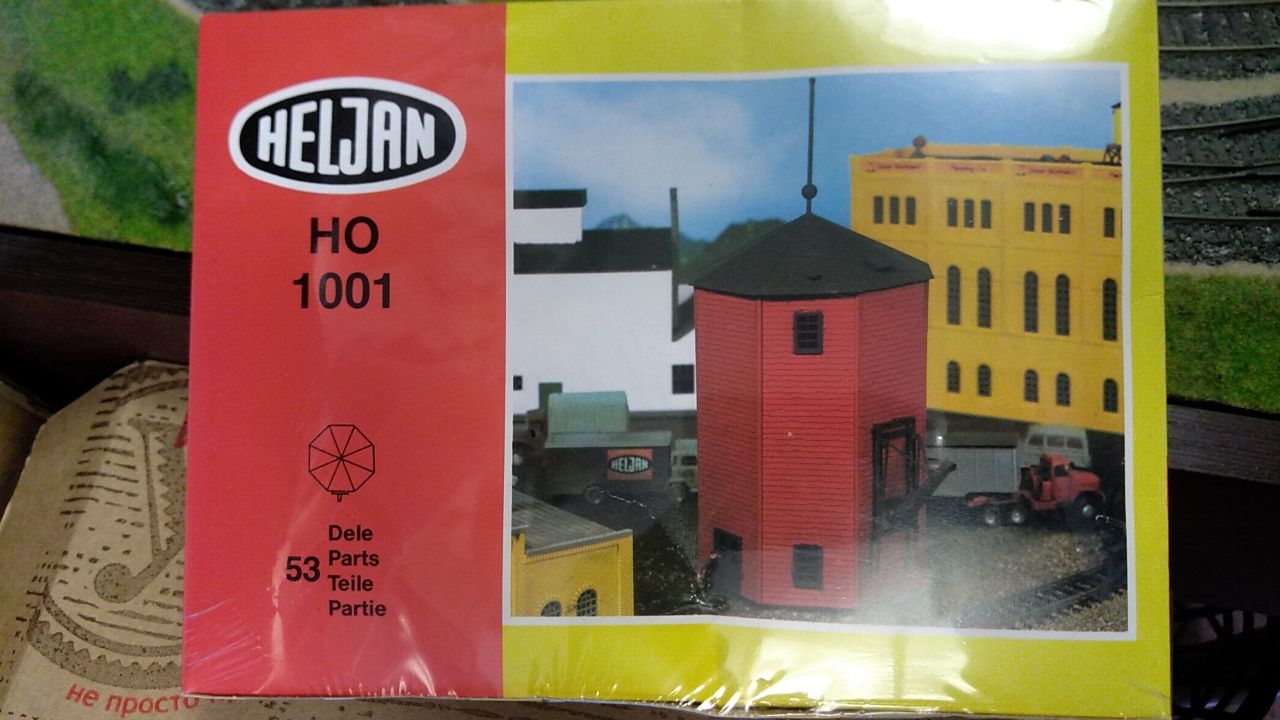 HELJAN
HO
1001
53
Dele
Parts
Teile
Partie
HELJAN
не просто